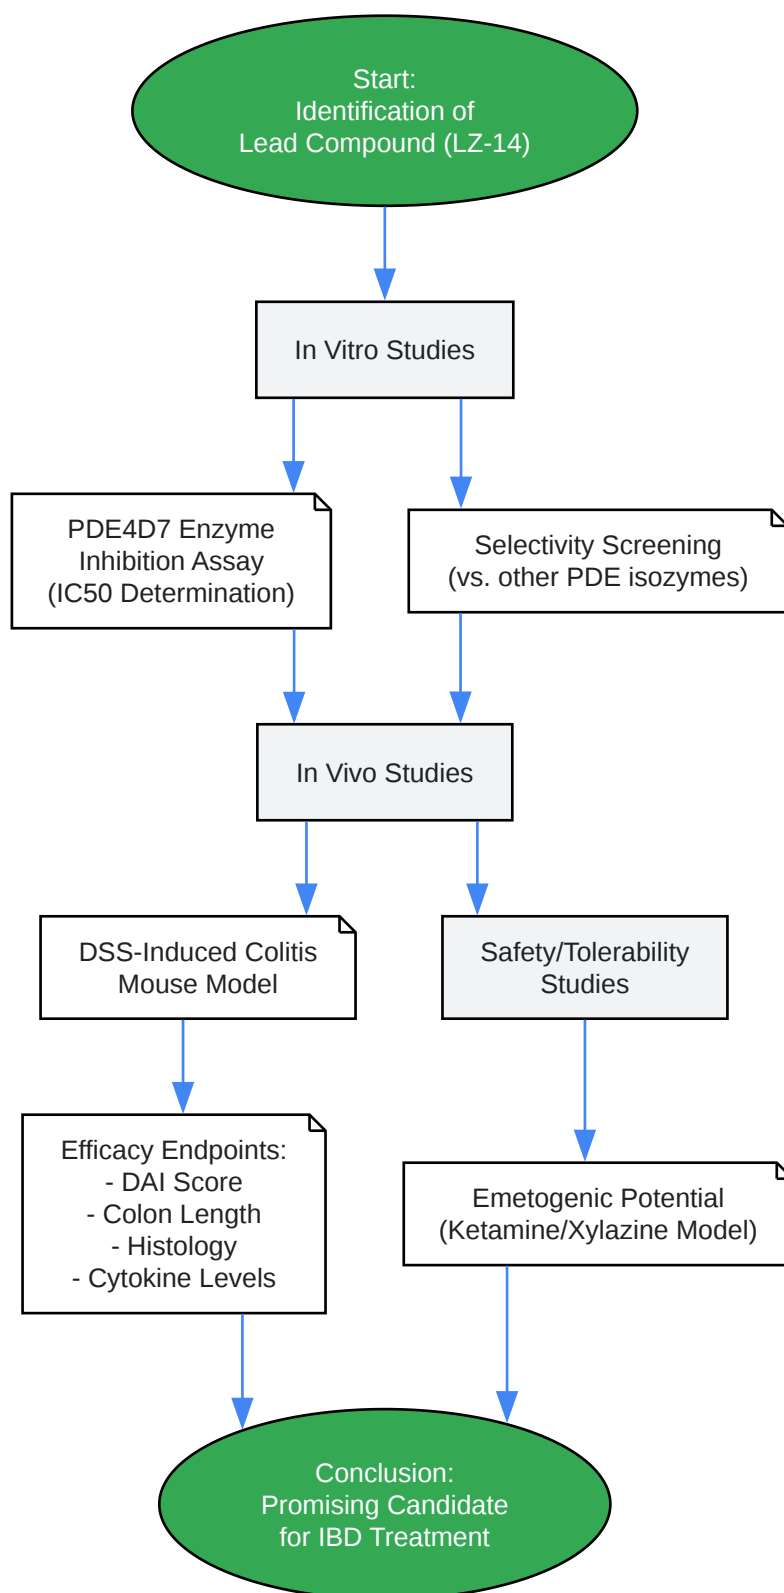 Start:
Identification of
Lead Compound (LZ-14)
In Vitro Studies
PDE4D7 Enzyme
Inhibition Assay
(IC50 Determination)
Selectivity Screening
(vs. other PDE isozymes)
In Vivo Studies
DSS-Induced Colitis
Mouse Model
Safety/Tolerability
Studies
Efficacy Endpoints:
- DAI Score
- Colon Length
- Histology
- Cytokine Levels
Emetogenic Potential
(Ketamine/Xylazine Model)
Conclusion:
Promising Candidate
for IBD Treatment